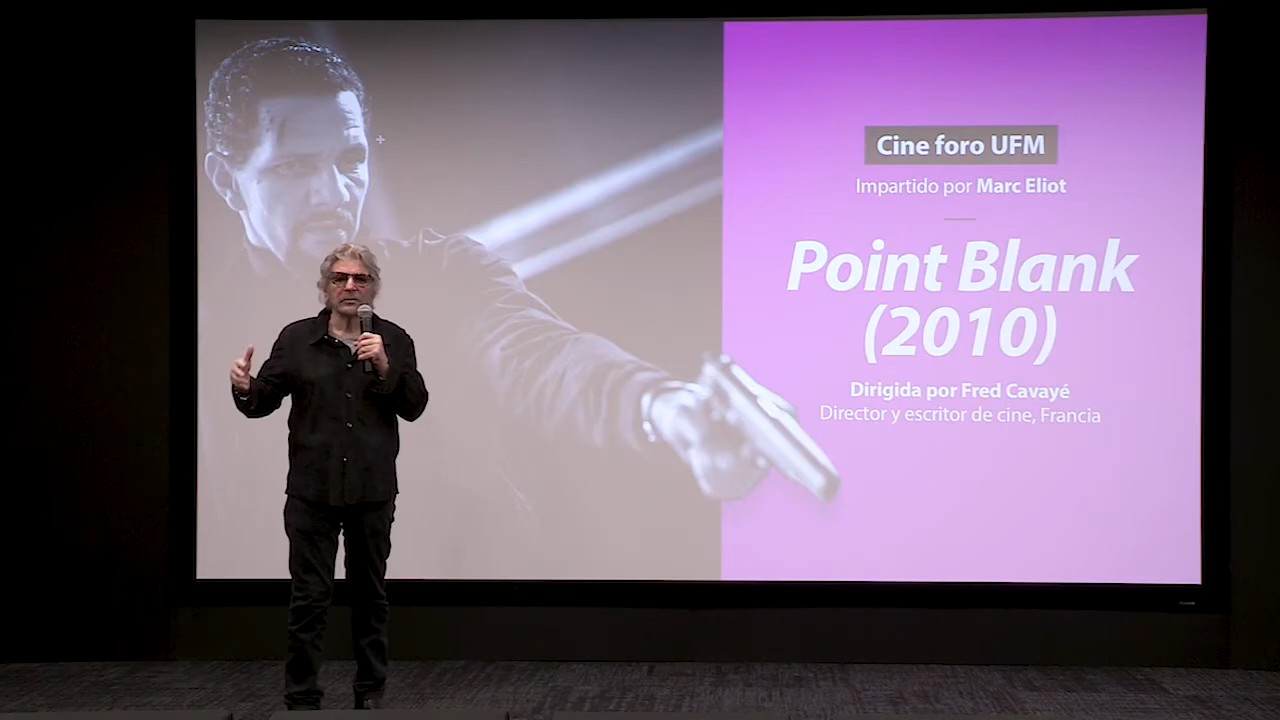 Cine foro UFM
Impartido por Marc Eliot
Point Blank
(2010)
Dirigida por Fred Cavayé
Director y escritor de cine, Francia